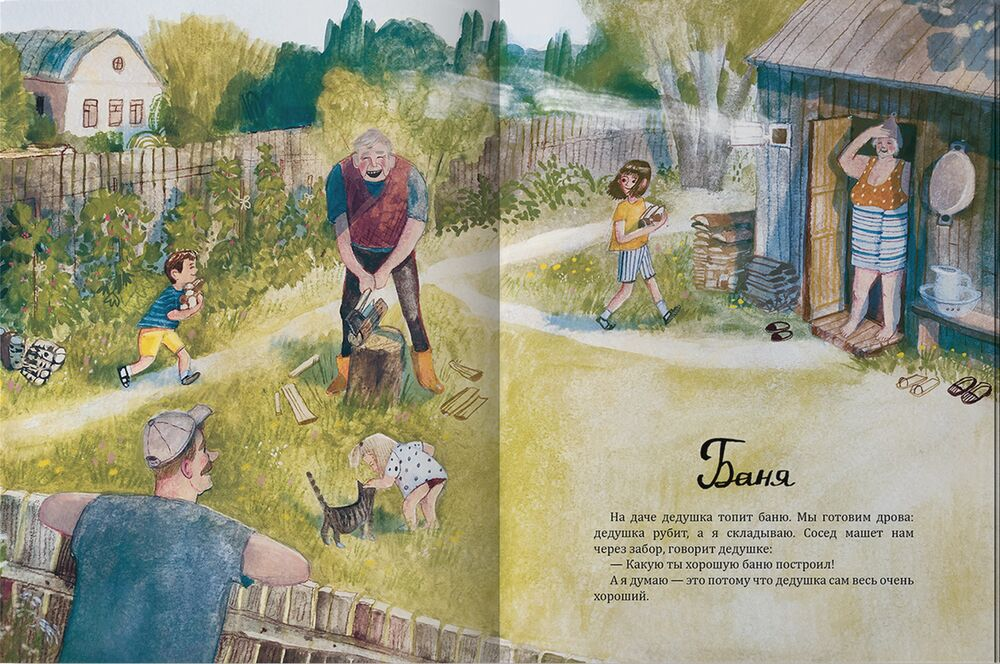 Баня
На даче дедушка топит баню. Мы готовим дрова:
дедушка рубит, а я складываю. Сосед машет нам
через забор, говорит дедушке:
— Какую ты хорошую баню построил!
А я думаю — это потому что дедушка сам весь очень
хороший.